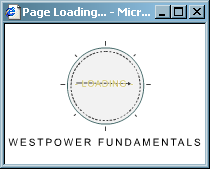 Page Loading... - Micr...
LOADING
WESTPOWER FUNDAMENTALS